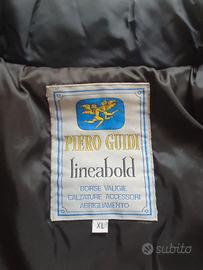 PIERO GUIDI
lineabold
BORSE VALIGIE
CALZATURE ACCESSORI
ABBIGLIAMENTO
XL
subito